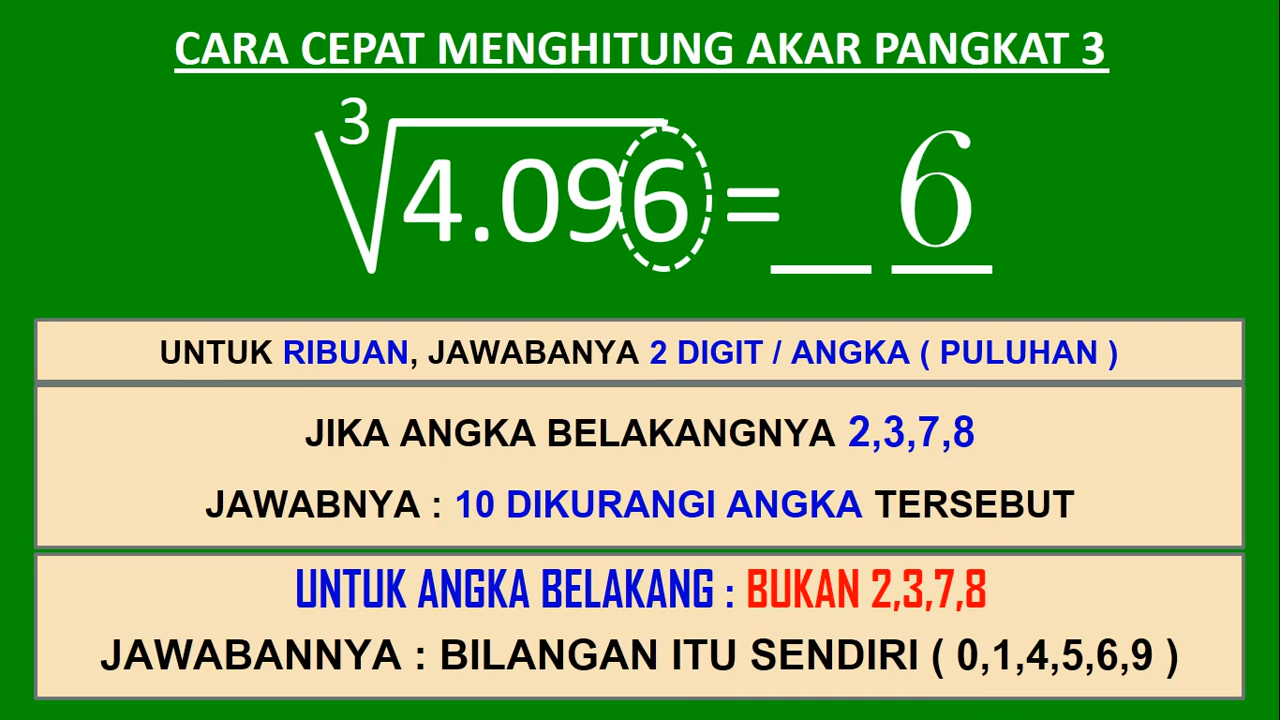 CARA CEPAT MENGHITUNG AKAR PANGKAT 3
3√4.096 = _ 6
UNTUK RIBUAN, JAWABANYA 2 DIGIT / ANGKA ( PULUHAN )
JIKA ANGKA BELAKANGNYA 2,3,7,8
JAWABNYA : 10 DIKURANGI ANGKA TERSEBUT
UNTUK ANGKA BELAKANG : BUKAN 2,3,7,8
JAWABANNYA : BILANGAN ITU SENDIRI ( 0,1,4,5,6,9 )